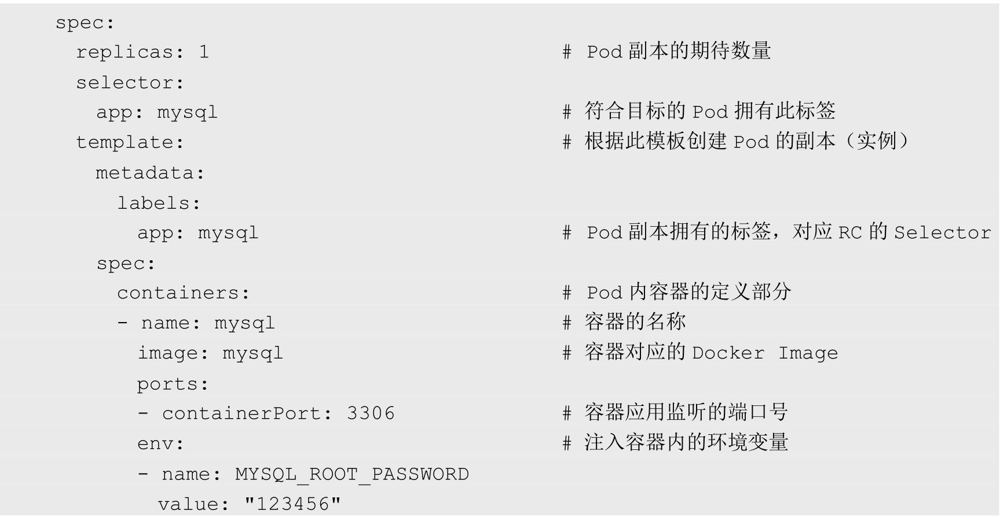 spec:
  replicas: 1                          # Pod 副本的期待数量
  selector:
    app: mysql                         # 符合目标的 Pod 拥有此标签
  template:                            # 根据此模板创建 Pod 的副本（实例）
    metadata:
      labels:
        app: mysql                     # Pod 副本拥有的标签，对应 RC 的 Selector
    spec:
      containers:                      # Pod 内容器的定义部分
      - name: mysql                    # 容器的名称
        image: mysql                   # 容器对应的 Docker Image
        ports:
        - containerPort: 3306          # 容器应用监听的端口号
        env:                           # 注入容器内的环境变量
        - name: MYSQL_ROOT_PASSWORD
          value: "123456"